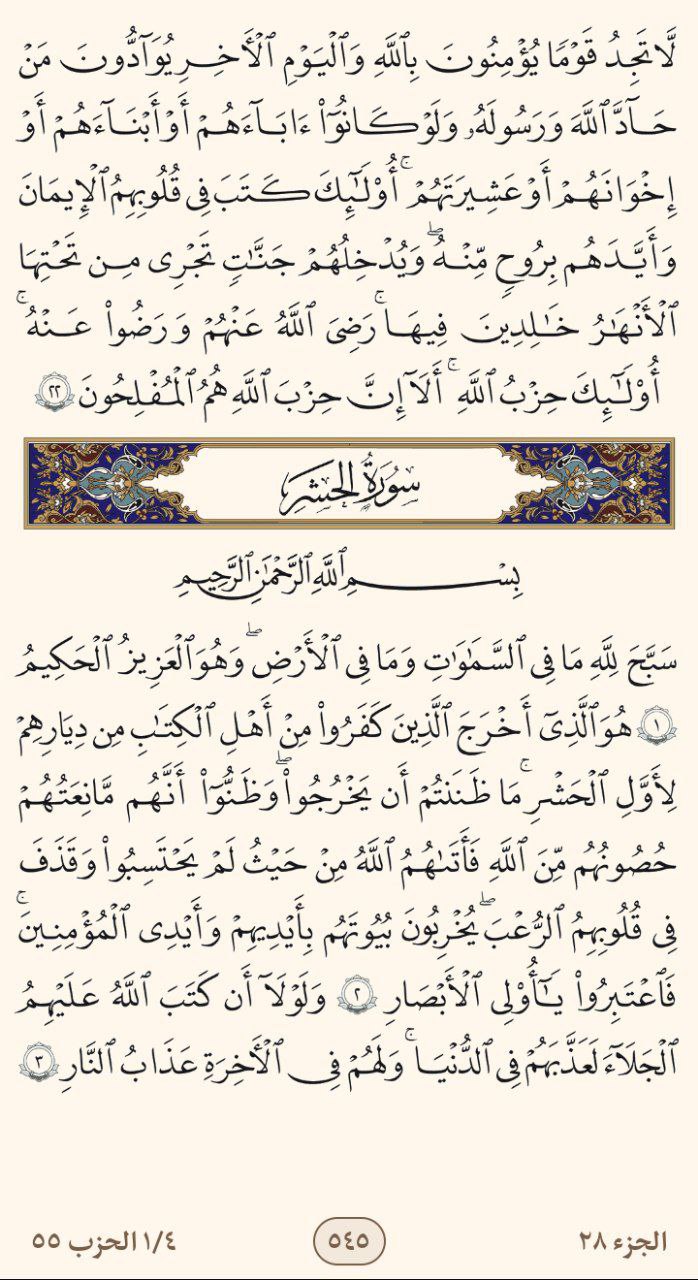 لَّا تَجِدُ قَوْمًا يُؤْمِنُونَ بِٱللَّهِ وَٱلْيَوْمِ ٱلْأَخِرِ يُوَآدُّونَ مَنْ
حَآدَّ ٱللَّهَ وَرَسُولَهُۥ وَلَوْ كَانُوٓا۟ ءَابَآءَهُمْ أَوْ أَبْنَآءَهُمْ أَوْ
إِخْوَٰنَهُمْ أَوْ عَشِيرَتَهُمْ ۚ أُو۟لَٰٓئِكَ كَتَبَ فِى قُلُوبِهِمُ ٱلْإِيمَٰنَ
وَأَيَّدَهُم بِرُوحٍ مِّنْهُ ۖ وَيُدْخِلُهُمْ جَنَّٰتٍ تَجْرِى مِن تَحْتِهَا
ٱلْأَنْهَٰرُ خَٰلِدِينَ فِيهَا ۚ رَضِىَ ٱللَّهُ عَنْهُمْ وَرَضُوا۟ عَنْهُ ۚ
أُو۟لَٰٓئِكَ حِزْبُ ٱللَّهِ ۚ أَلَآ إِنَّ حِزْبَ ٱللَّهِ هُمُ ٱلْمُفْلِحُونَ ٢٢
سُورَةُ الحَشْرِ
بِسْمِ ٱللَّهِ ٱلرَّحْمَٰنِ ٱلرَّحِيمِ
سَبَّحَ لِلَّهِ مَا فِى ٱلسَّمَٰوَٰتِ وَمَا فِى ٱلْأَرْضِ ۖ وَهُوَ ٱلْعَزِيزُ ٱلْحَكِيمُ
١ هُوَ ٱلَّذِىٓ أَخْرَجَ ٱلَّذِينَ كَفَرُوا۟ مِنْ أَهْلِ ٱلْكِتَٰبِ مِن دِيَٰرِهِمْ
لِأَوَّلِ ٱلْحَشْرِ ۚ مَا ظَنَنتُمْ أَن يَخْرُجُوا۟ ۖ وَظَنُّوٓا۟ أَنَّهُم مَّانِعَتُهُمْ
حُصُونُهُم مِّنَ ٱللَّهِ فَأَتَىٰهُمُ ٱللَّهُ مِنْ حَيْثُ لَمْ يَحْتَسِبُوا۟ وَقَذَفَ
فِى قُلُوبِهِمُ ٱلرُّعْبَ ۖ يُخْرِبُونَ بُيُوتَهُم بِأَيْدِيهِمْ وَأَيْدِى ٱلْمُؤْمِنِينَ ۚ
فَٱعْتَبِرُوا۟ يَٰٓأُو۟لِى ٱلْأَبْصَٰرِ ٢ وَلَوْلَآ أَن كَتَبَ ٱللَّهُ عَلَيْهِمُ
ٱلْجَلَآءَ لَعَذَّبَهُمْ فِى ٱلدُّنْيَا ۚ وَلَهُمْ فِى ٱلْأَخِرَةِ عَذَابُ ٱلنَّارِ ٣
الجزء ٢٨
٥٤٥
١/٤ الحزب ٥٥